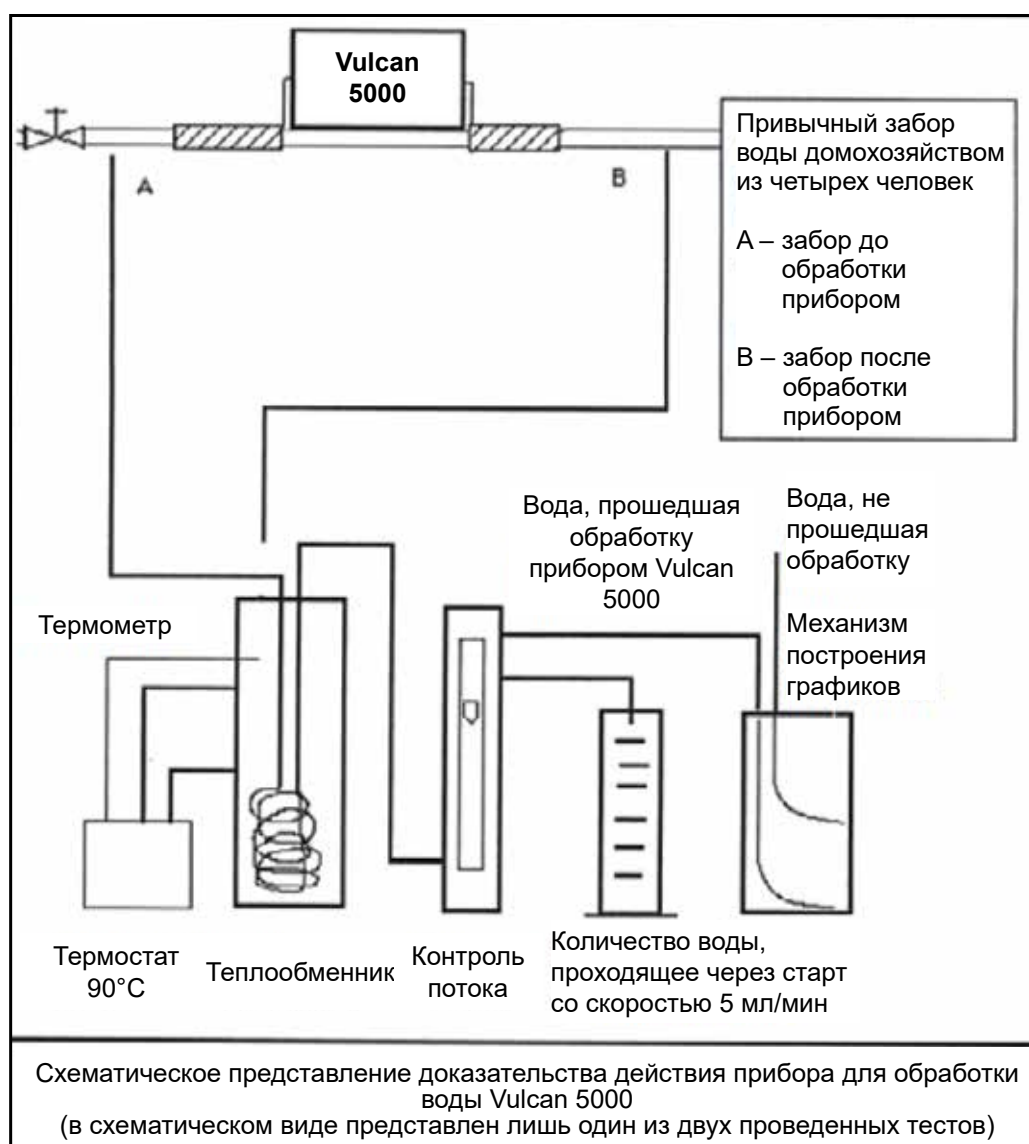 Vulcan
5000
Привычный забор
воды домохозяйством
из четырех человек
A
B
А – забор до
обработки
прибором
В – забор после
обработки
прибором
Вода, прошедшая
обработку
прибором Vulcan
5000
Вода, не
прошедшая
обработку
Термометр
Механизм
построения
графиков
Термостат
90°C
Теплообменник
Контроль
потока
Количество воды,
проходящее через старт
со скоростью 5 мл/мин
Схематическое представление доказательства действия прибора для обработки
воды Vulcan 5000
(в схематическом виде представлен лишь один из двух проведенных тестов)